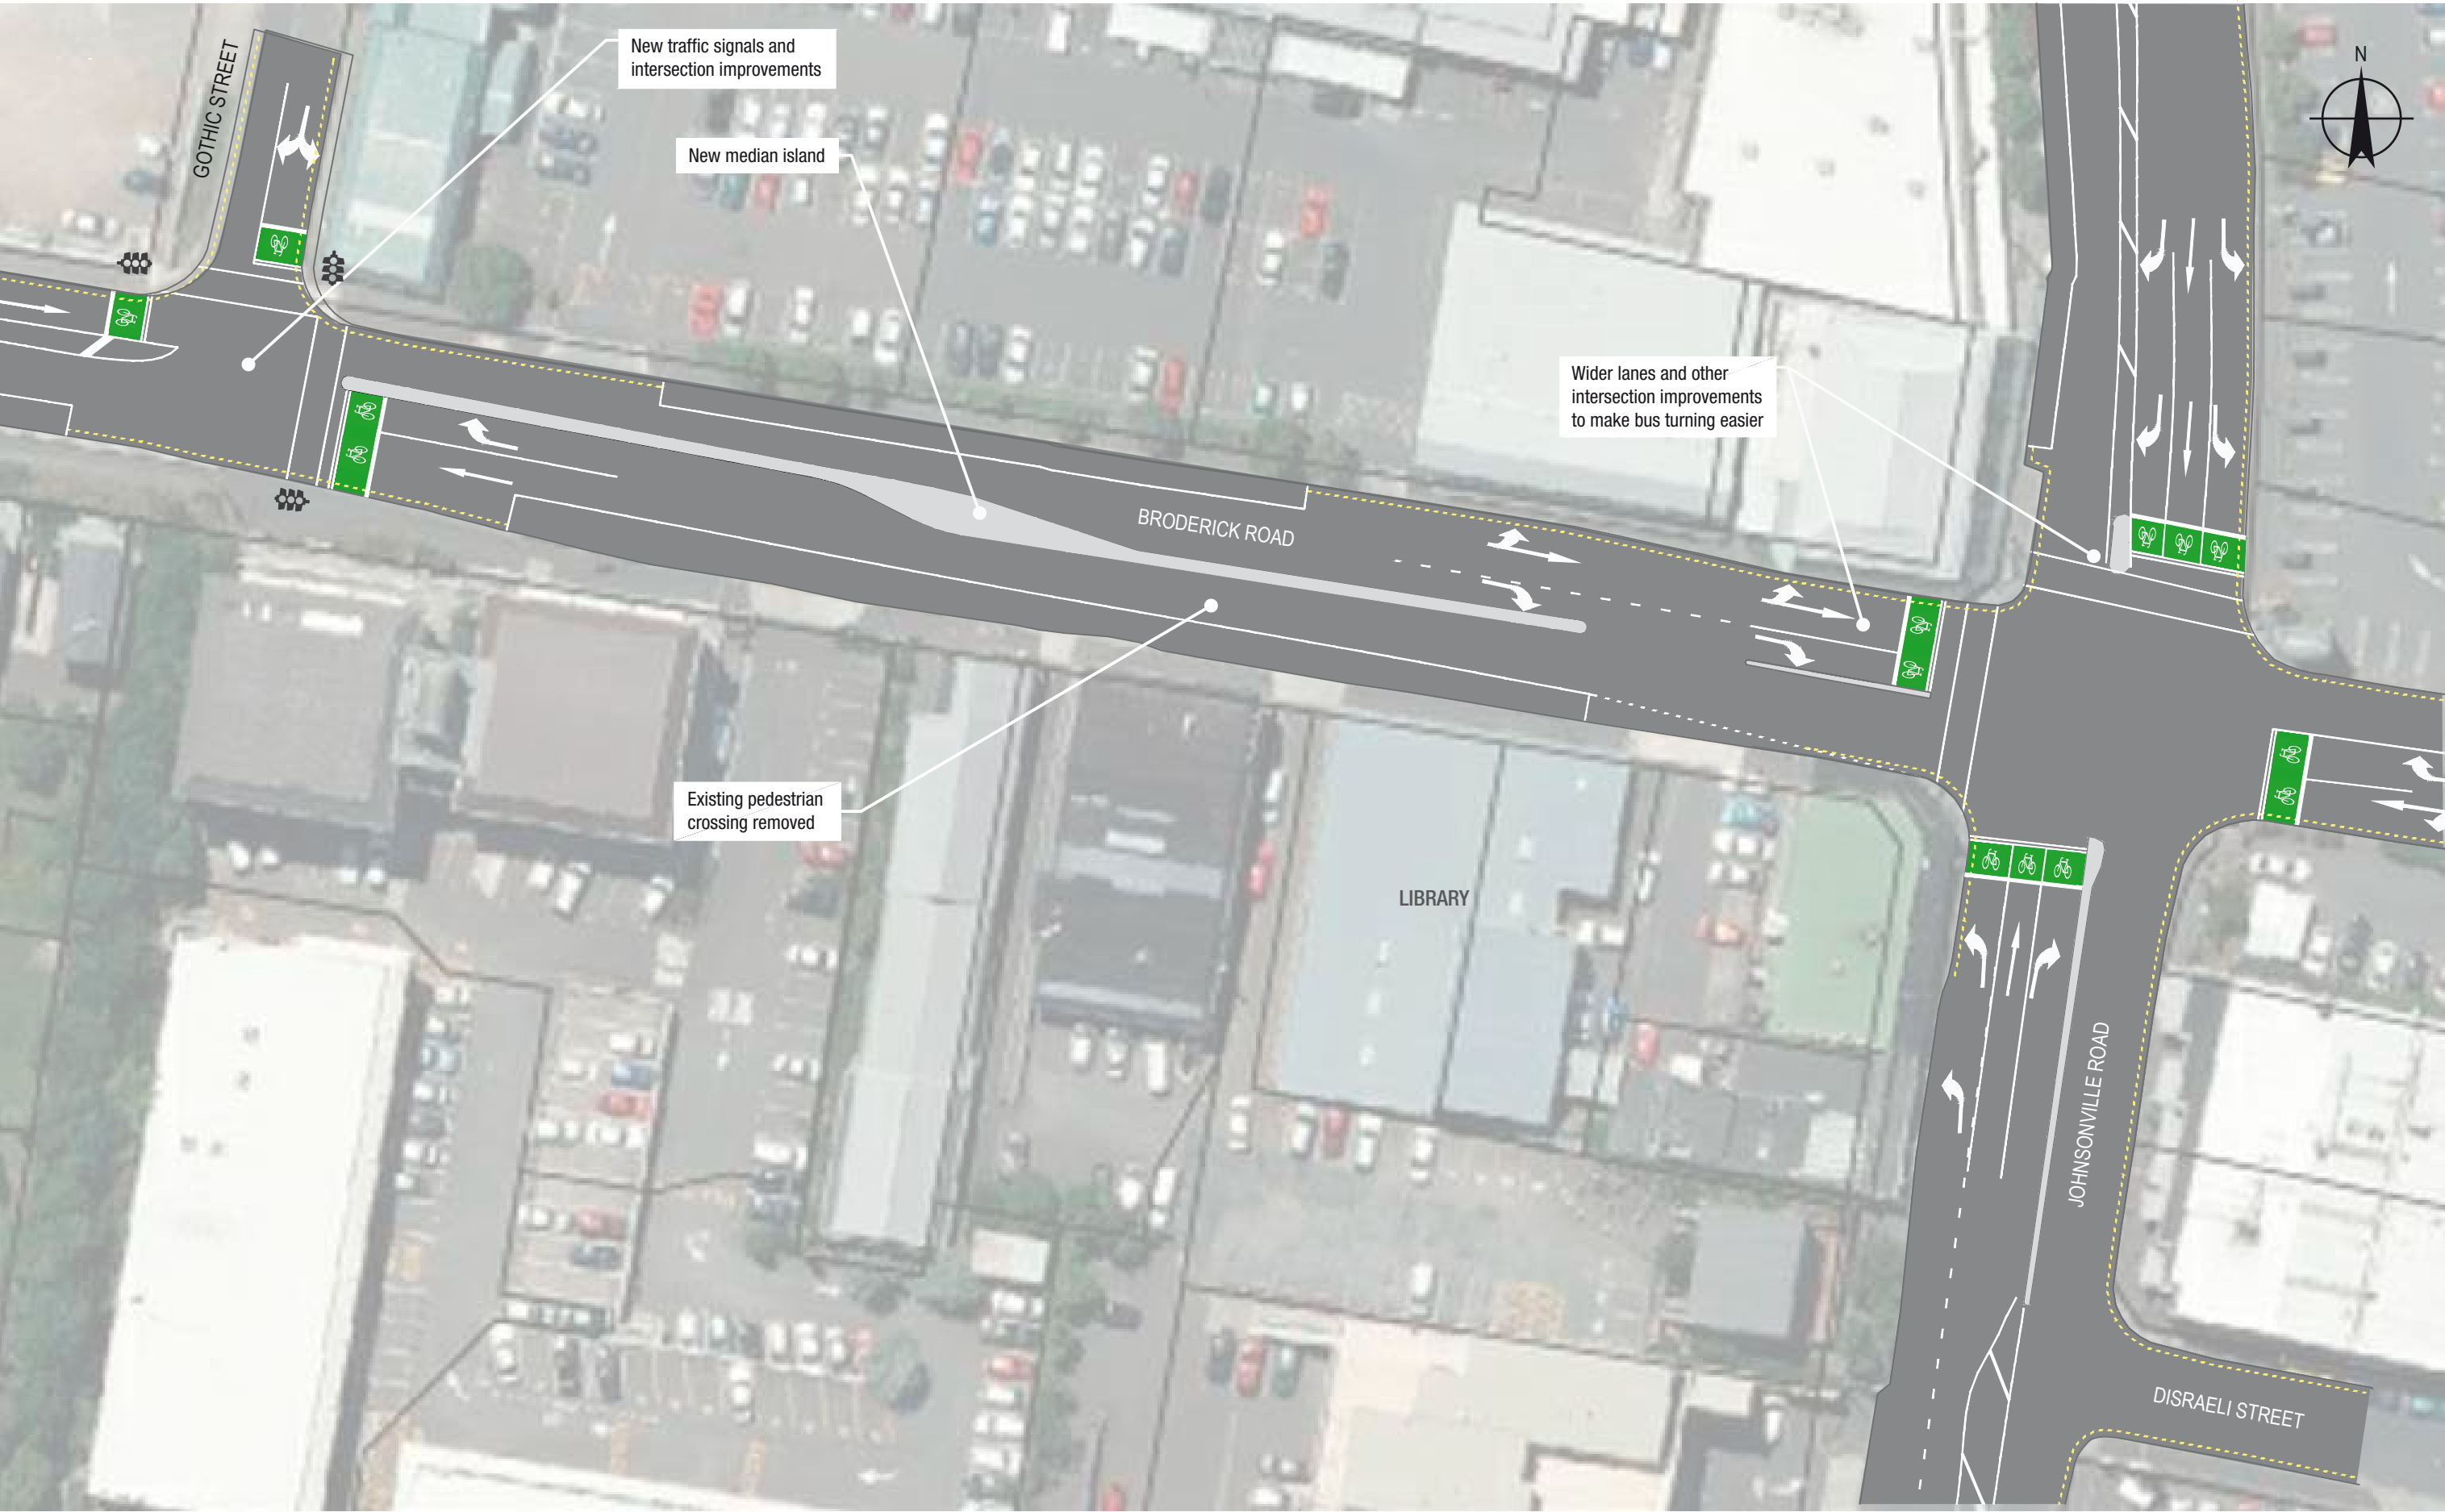 GOTHIC STREET
New traffic signals and
intersection improvements
N
New median island
Wider lanes and other
intersection improvements
to make bus turning easier
BRODERICK ROAD
Existing pedestrian
crossing removed
LIBRARY
JOHNSONVILLE ROAD
DISRAELI STREET